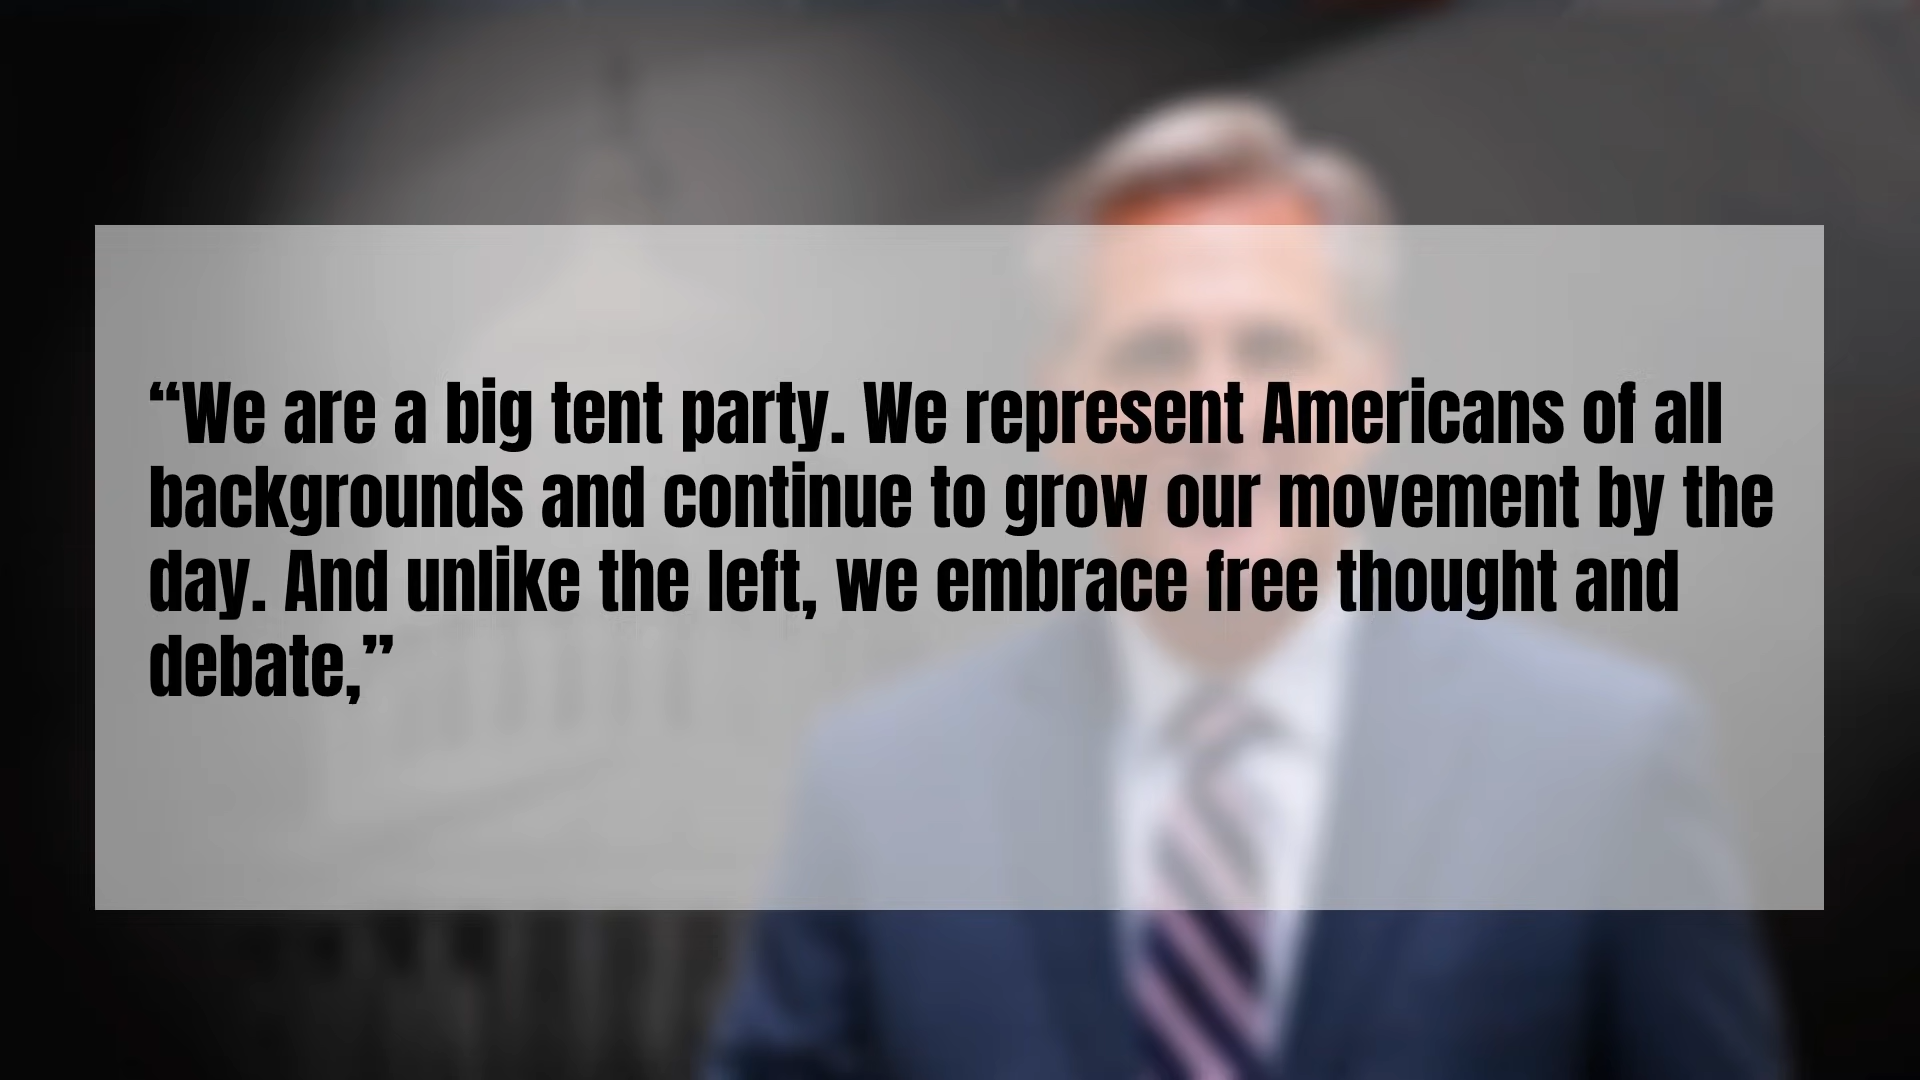 “We are a big tent party. We represent Americans of all
backgrounds and continue to grow our movement by the
day. And unlike the left, we embrace free thought and
debate,”